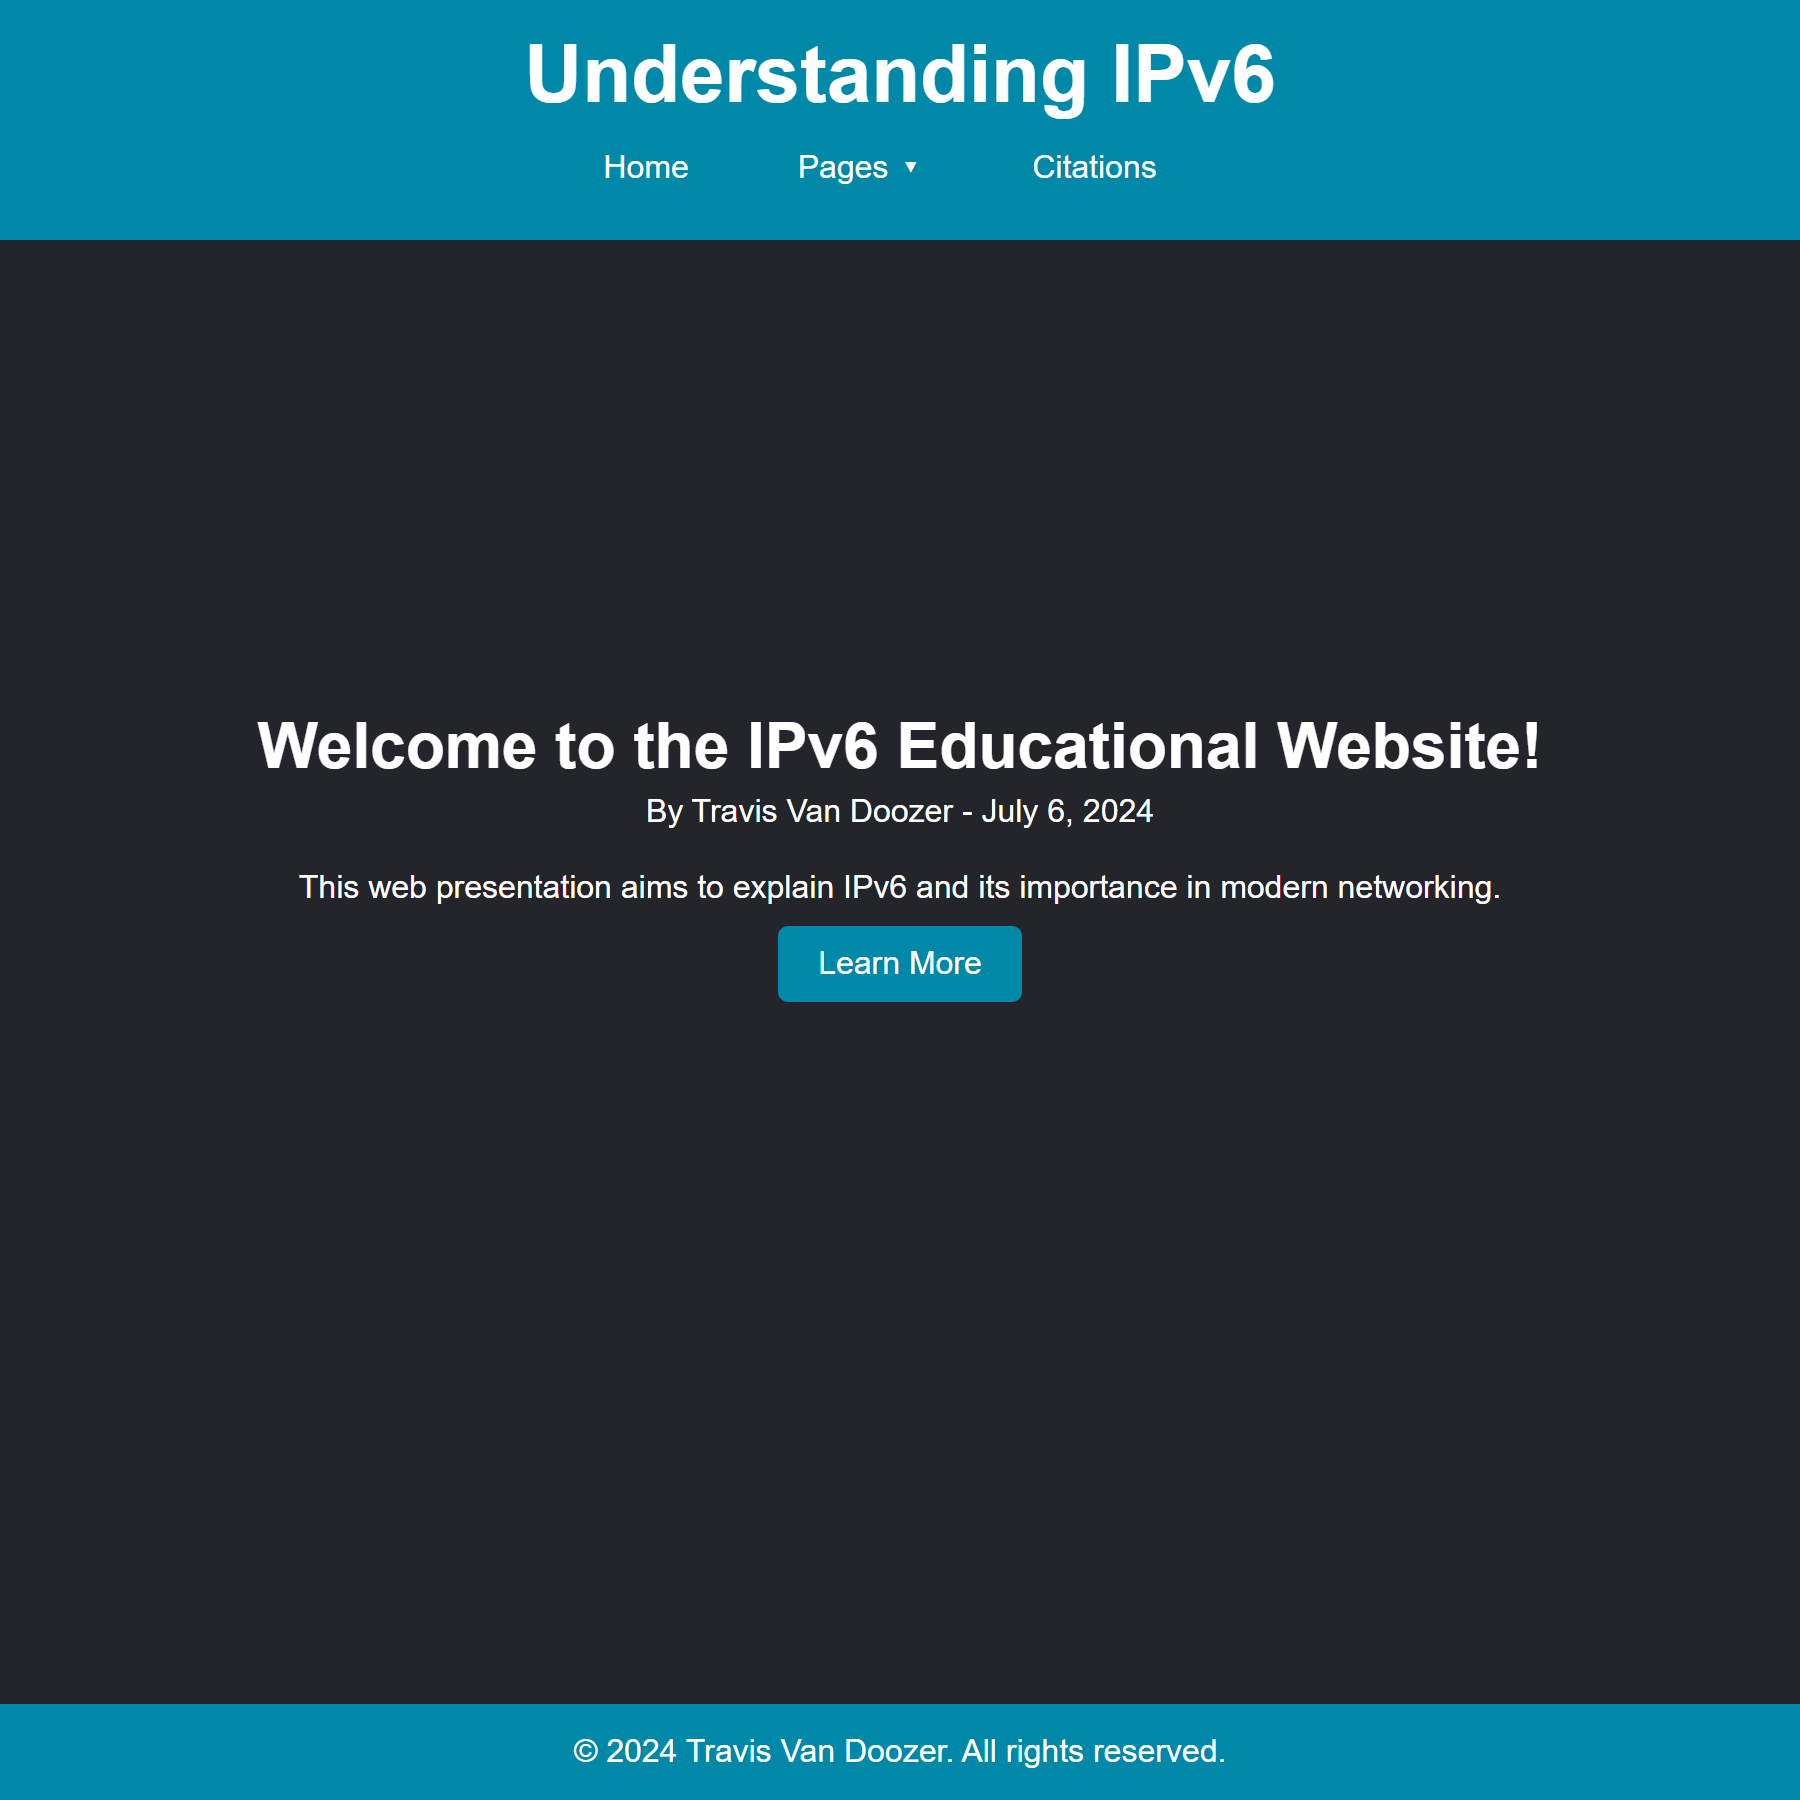 Understanding IPv6
Home Pages ▼ Citations
Welcome to the IPv6 Educational Website!
By Travis Van Doozer - July 6, 2024
This web presentation aims to explain IPv6 and its importance in modern networking.
Learn More
© 2024 Travis Van Doozer. All rights reserved.